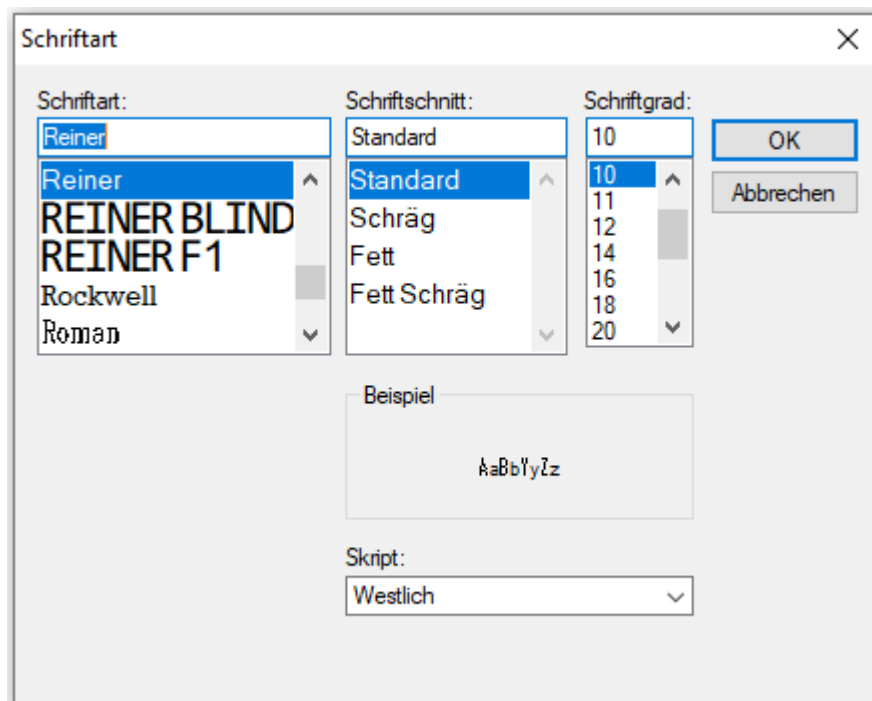 Schriftart
Schriftart:
Reiner
Reiner
REINER BLIND
REINER F1
Rockwell
Roman
Schriftschnitt:
Standard
Standard
Schräg
Fett
Fett Schräg
Schriftgrad:
10
10
11
12
14
16
18
20
OK
Abbrechen
Beispiel
AaBbYyZz
Skript:
Westlich